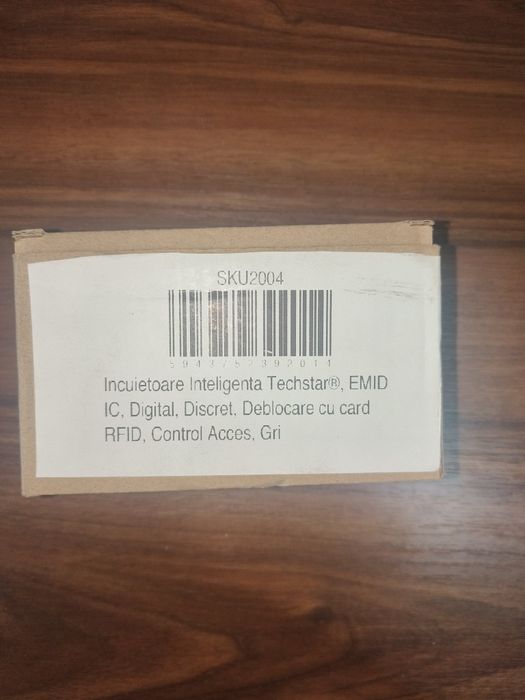 SKU2004
Incuietoare Inteligenta Techstar®, EMID
IC, Digital, Discret, Deblocare cu card
RFID, Control Acces, Gri